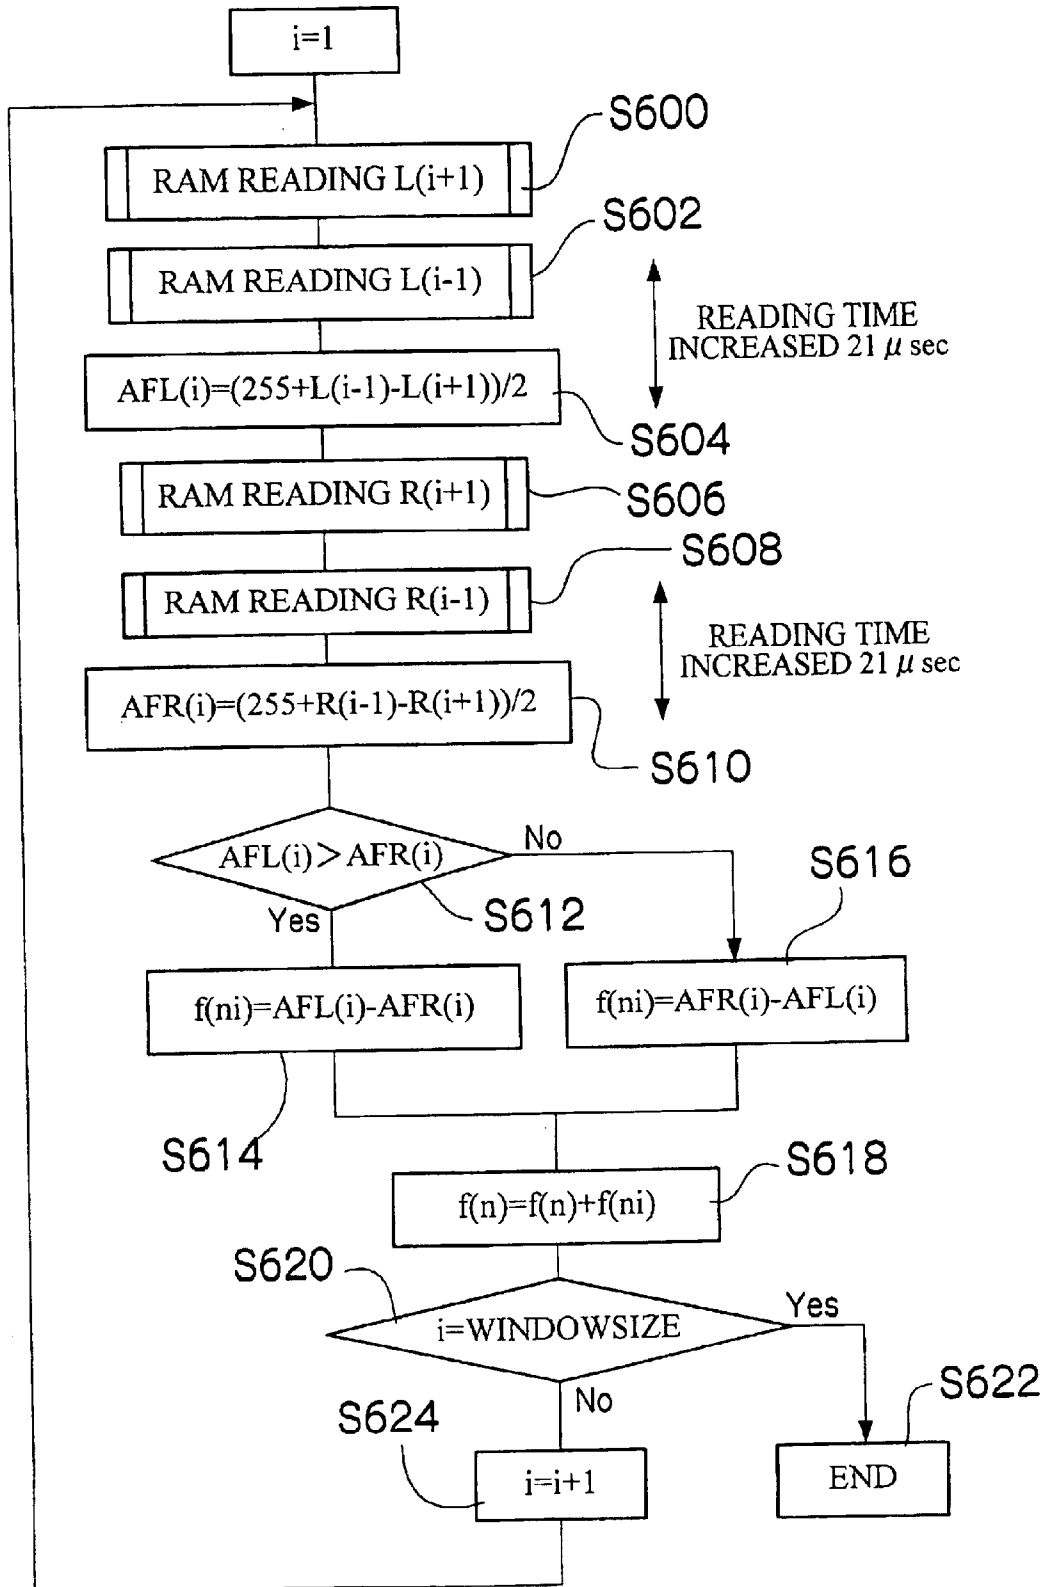 i=1
S600
RAM READING L(i+1)
S602
RAM READING L(i-1)
READING TIME
INCREASED 21 μ sec
AFL(i)=(255+L(i-1)-L(i+1))/2
S604
RAM READING R(i+1)
S606
S608
RAM READING R(i-1)
READING TIME
INCREASED 21 μ sec
AFR(i)=(255+R(i-1)-R(i+1))/2
S610
AFL(i)>AFR(i)
No
S616
Yes
S612
f(ni)=AFL(i)-AFR(i)
f(ni)=AFR(i)-AFL(i)
S614
S618
f(n)=f(n)+f(ni)
S620
i=WINDOWSIZE
Yes
No
S622
S624
i=i+1
END